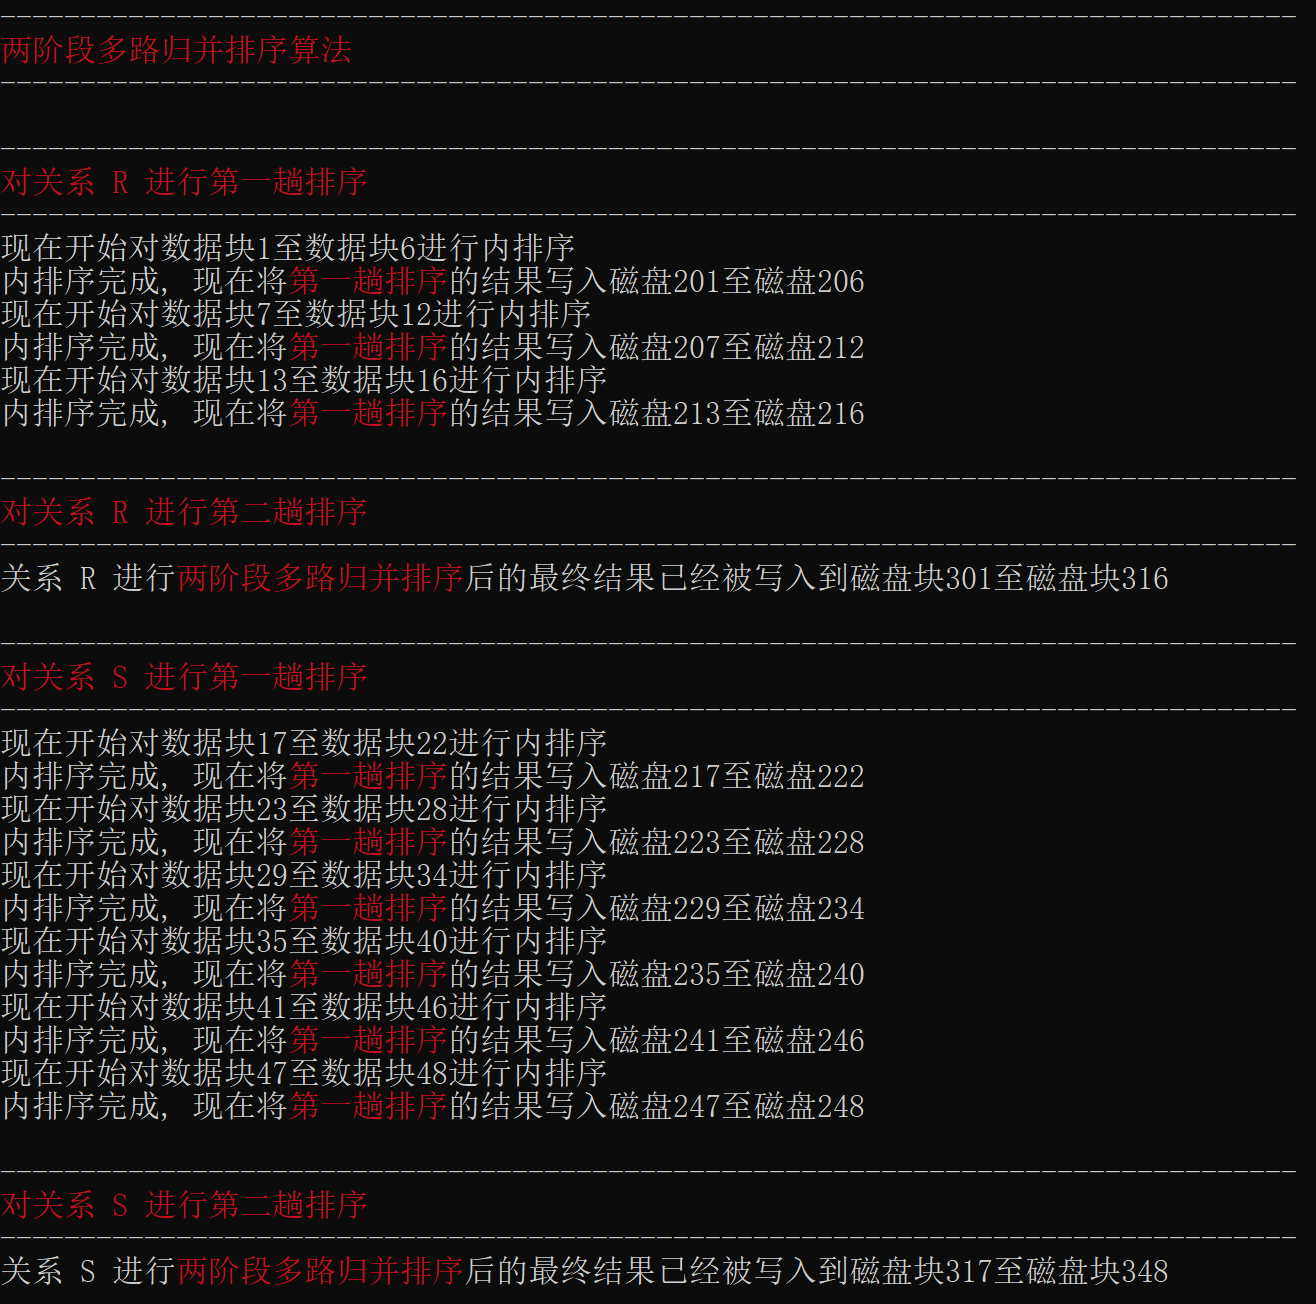 --------------------------------------------------------------------------------
两阶段多路归并排序算法
--------------------------------------------------------------------------------
--------------------------------------------------------------------------------
对关系 R 进行第一趟排序
--------------------------------------------------------------------------------
现在开始对数据块1至数据块6进行内排序
内排序完成, 现在将第一趟排序的结果写入磁盘201至磁盘206
现在开始对数据块7至数据块12进行内排序
内排序完成, 现在将第一趟排序的结果写入磁盘207至磁盘212
现在开始对数据块13至数据块16进行内排序
内排序完成, 现在将第一趟排序的结果写入磁盘213至磁盘216
--------------------------------------------------------------------------------
对关系 R 进行第二趟排序
--------------------------------------------------------------------------------
关系 R 进行两阶段多路归并排序后的最终结果已经被写入到磁盘块301至磁盘块316
--------------------------------------------------------------------------------
对关系 S 进行第一趟排序
--------------------------------------------------------------------------------
现在开始对数据块17至数据块22进行内排序
内排序完成, 现在将第一趟排序的结果写入磁盘217至磁盘222
现在开始对数据块23至数据块28进行内排序
内排序完成, 现在将第一趟排序的结果写入磁盘223至磁盘228
现在开始对数据块29至数据块34进行内排序
内排序完成, 现在将第一趟排序的结果写入磁盘229至磁盘234
现在开始对数据块35至数据块40进行内排序
内排序完成, 现在将第一趟排序的结果写入磁盘235至磁盘240
现在开始对数据块41至数据块46进行内排序
内排序完成, 现在将第一趟排序的结果写入磁盘241至磁盘246
现在开始对数据块47至数据块48进行内排序
内排序完成, 现在将第一趟排序的结果写入磁盘247至磁盘248
--------------------------------------------------------------------------------
对关系 S 进行第二趟排序
--------------------------------------------------------------------------------
关系 S 进行两阶段多路归并排序后的最终结果已经被写入到磁盘块317至磁盘块348